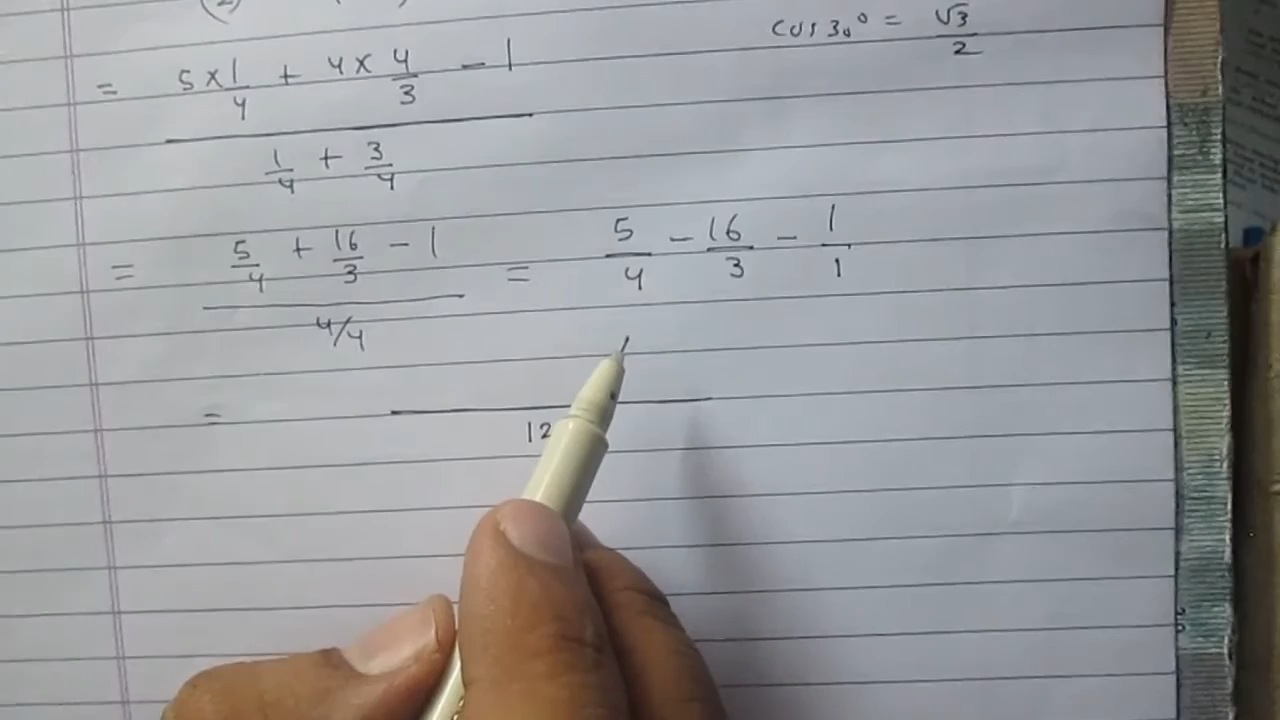 (2)
cos 30° = √3/2
= (5 × 1/4 + 4 × 4/3 - 1) / (1/4 + 3/4)
= (5/4 + 16/3 - 1) / (4/4) = 5/4 - 16/3 - 1/1
= / 12